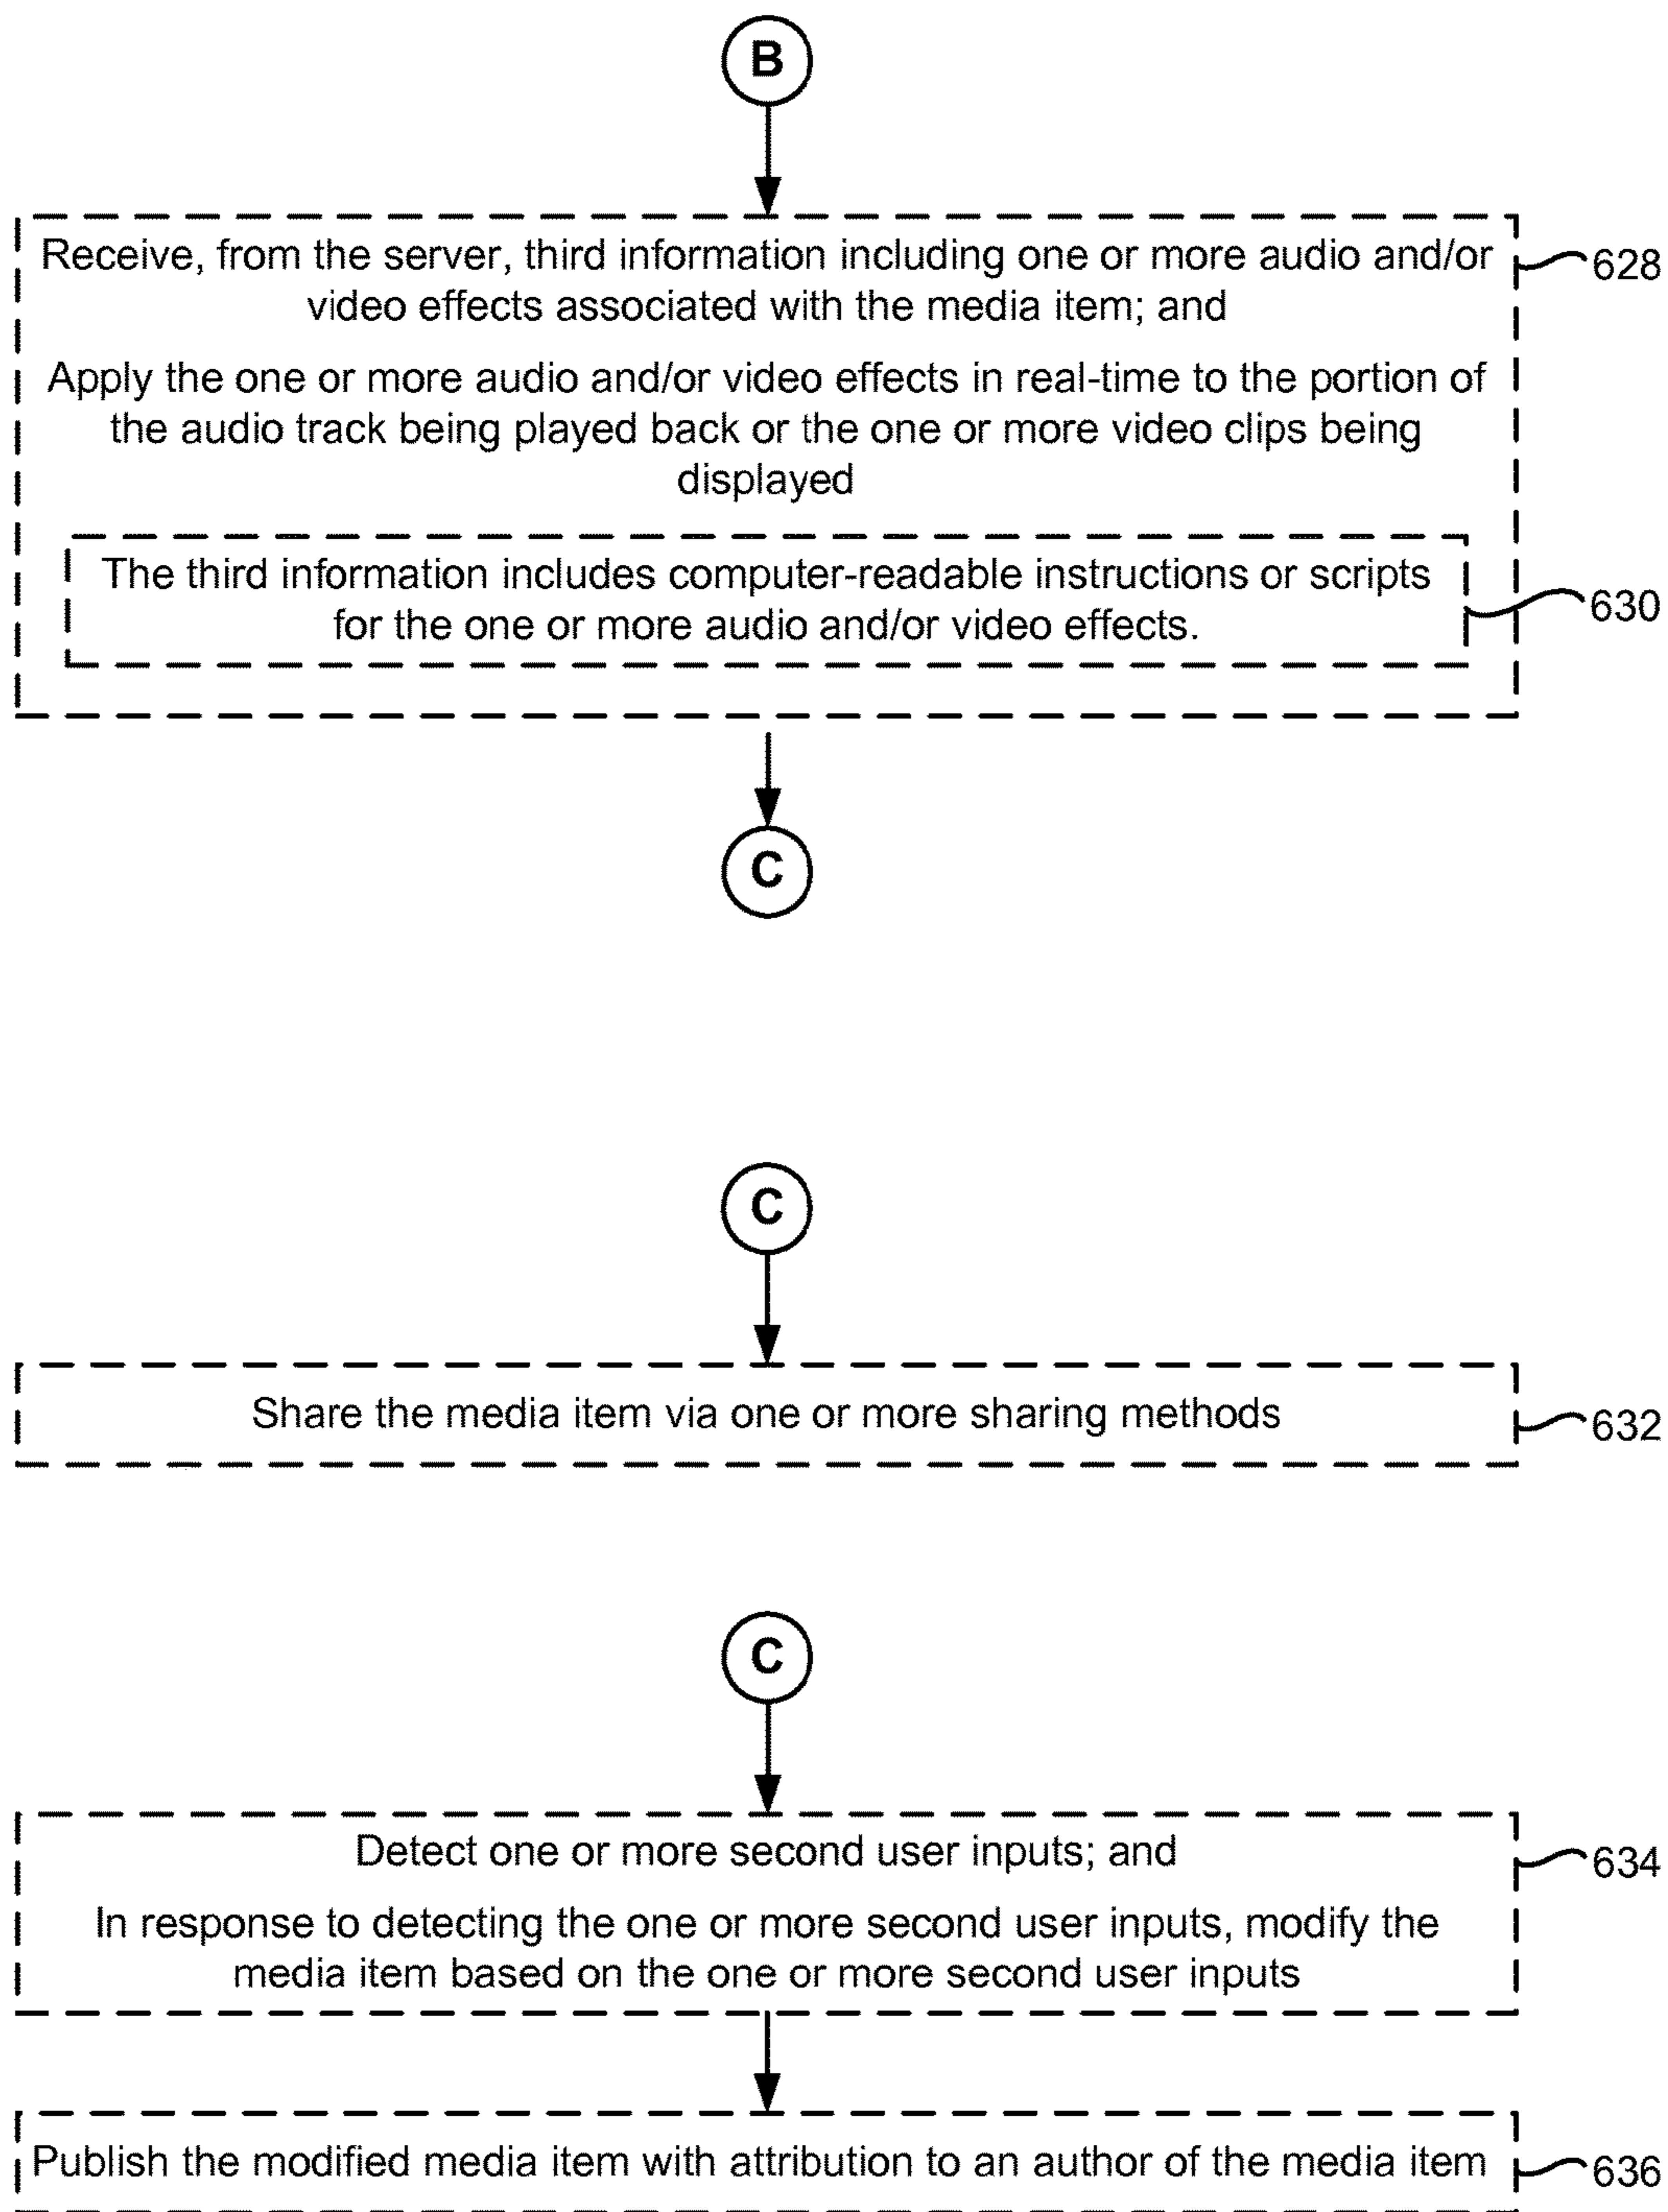 B
Receive, from the server, third information including one or more audio and/or
video effects associated with the media item; and
628
Apply the one or more audio and/or video effects in real-time to the portion of
the audio track being played back or the one or more video clips being
displayed
The third information includes computer-readable instructions or scripts
for the one or more audio and/or video effects.
630
C
C
Share the media item via one or more sharing methods
632
C
Detect one or more second user inputs; and
634
In response to detecting the one or more second user inputs, modify the
media item based on the one or more second user inputs
Publish the modified media item with attribution to an author of the media item
636